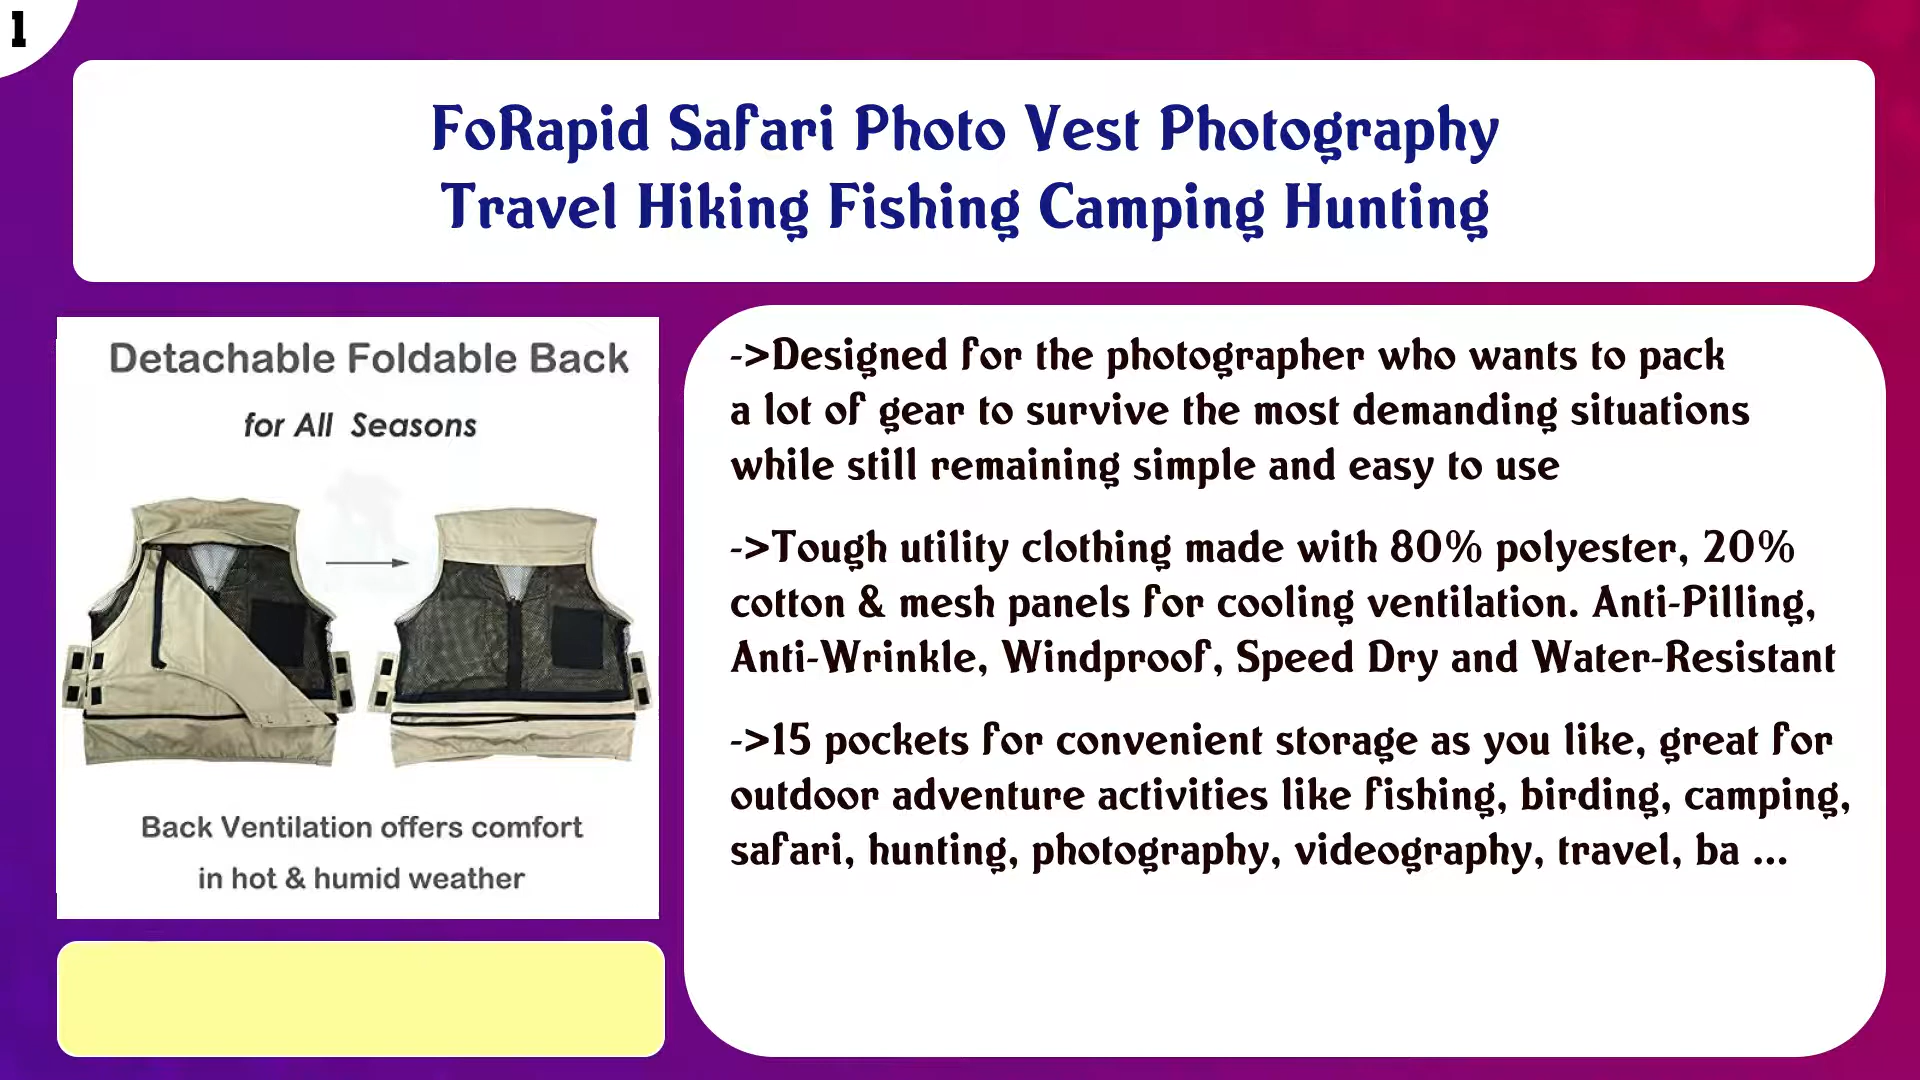 1
FoRapid Safari Photo Vest Photography
Travel Hiking Fishing Camping Hunting
Detachable Foldable Back
for All Seasons
Back Ventilation offers comfort
in hot & humid weather
->Designed for the photographer who wants to pack
a lot of gear to survive the most demanding situations
while still remaining simple and easy to use
->Tough utility clothing made with 80% polyester, 20%
cotton & mesh panels for cooling ventilation. Anti-Pilling,
Anti-Wrinkle, Windproof, Speed Dry and Water-Resistant
->15 pockets for convenient storage as you like, great for
outdoor adventure activities like fishing, birding, camping,
safari, hunting, photography, videography, travel, ba ...